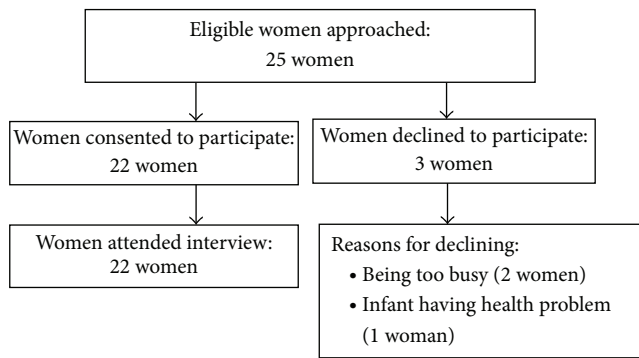 Eligible women approached:
25 women
Women consented to participate:
22 women
Women declined to participate:
3 women
Women attended interview:
22 women
Reasons for declining:
• Being too busy (2 women)
• Infant having health problem
(1 woman)